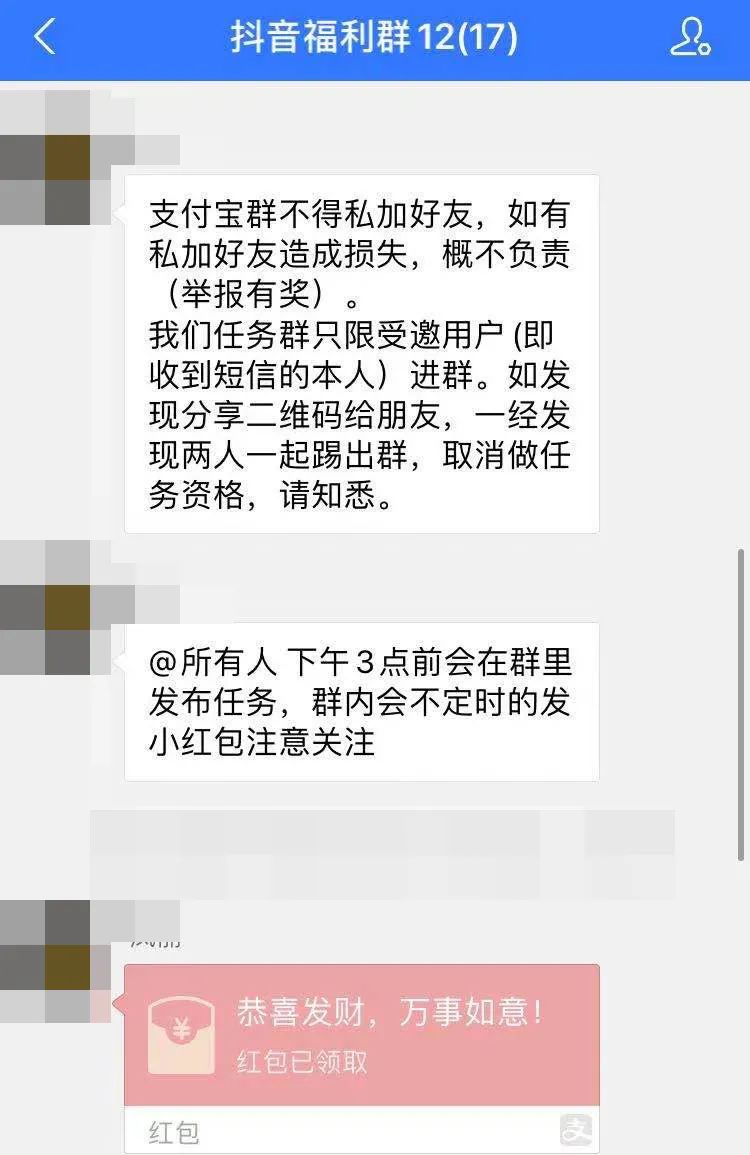 抖音福利群12(17)
支付宝群不得私加好友，如有
私加好友造成损失，概不负责
（举报有奖）。
我们任务群只限受邀用户(即
收到短信的本人）进群。如发
现分享二维码给朋友，一经发
现两人一起踢出群，取消做任
务资格，请知悉。
@所有人 下午3点前会在群里
发布任务，群内会不定时的发
小红包注意关注
恭喜发财，万事如意！
红包已领取
红包
支